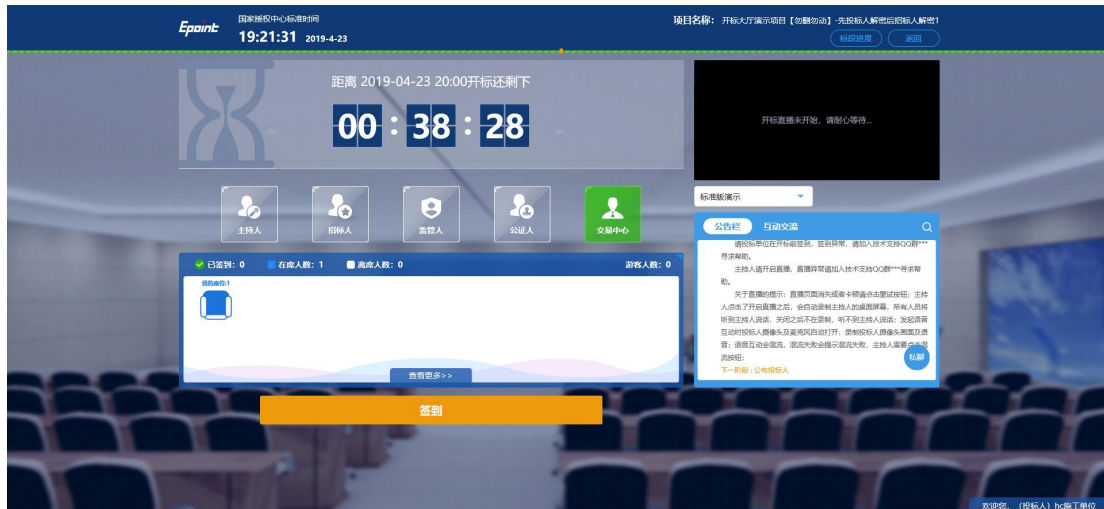 Epoint
国家授权中心标准时间
19:21:31 2019-4-23
项目名称： 开标大厅演示项目【勿删勿动】-先投标人解密后招标人解密1
标段进度 返回
距离 2019-04-23 20:00开标还剩下
00 : 38 : 28
开标直播未开始，请耐心等待...
主持人 招标人 监管人 公证人 交易中心
标准版演示
公告栏 互动交流
已签到：0 在席人数：1 离席人数：0 游客人数：0
我的座位:1
请投标单位在开标前签到，签到异常，请加入技术支持QQ群***
寻求帮助。
主持人请开启直播，直播异常请加入技术支持QQ群***寻求帮
助。
关于直播的提示：直播页面消失或者卡顿请点击重试按钮；主持
人点击了开启直播之后，会自动录制主持人的桌面屏幕，所有人员将
听到主持人说话，关闭之后不在录制，听不到主持人说话；发起语音
互动时投标人摄像头及麦克风自动打开，录制投标人摄像头画面及语
音；语音互动会混流，混流失败会提示混流失败，主持人需要点击混
流按钮；
私聊
下一阶段：公布投标人
查看更多>>
签到
欢迎您，（投标人）hc施工单位